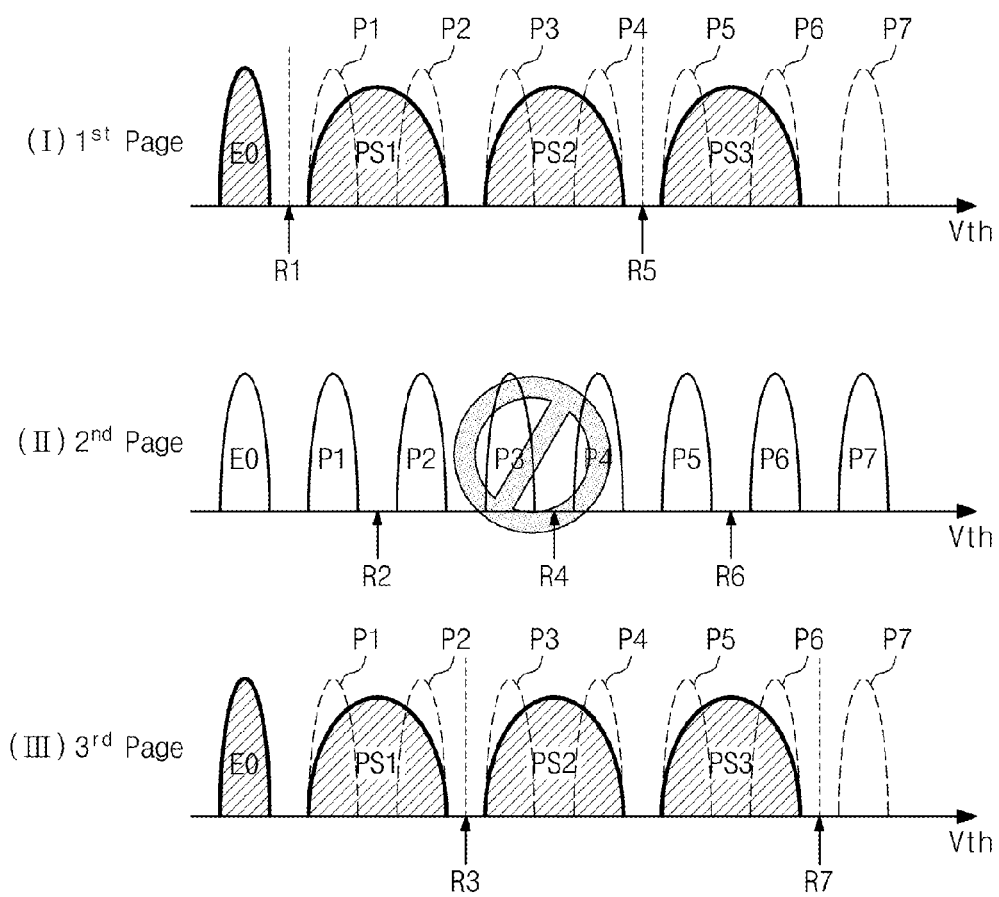 P1 P2 P3 P4 P5 P6 P7
(Ⅰ) 1st Page
E0 PS1 PS2 PS3
Vth
R1 R5
(Ⅱ) 2nd Page
E0 P1 P2 P3 P4 P5 P6 P7
Vth
R2 R4 R6
P1 P2 P3 P4 P5 P6 P7
(Ⅲ) 3rd Page
E0 PS1 PS2 PS3
Vth
R3 R7